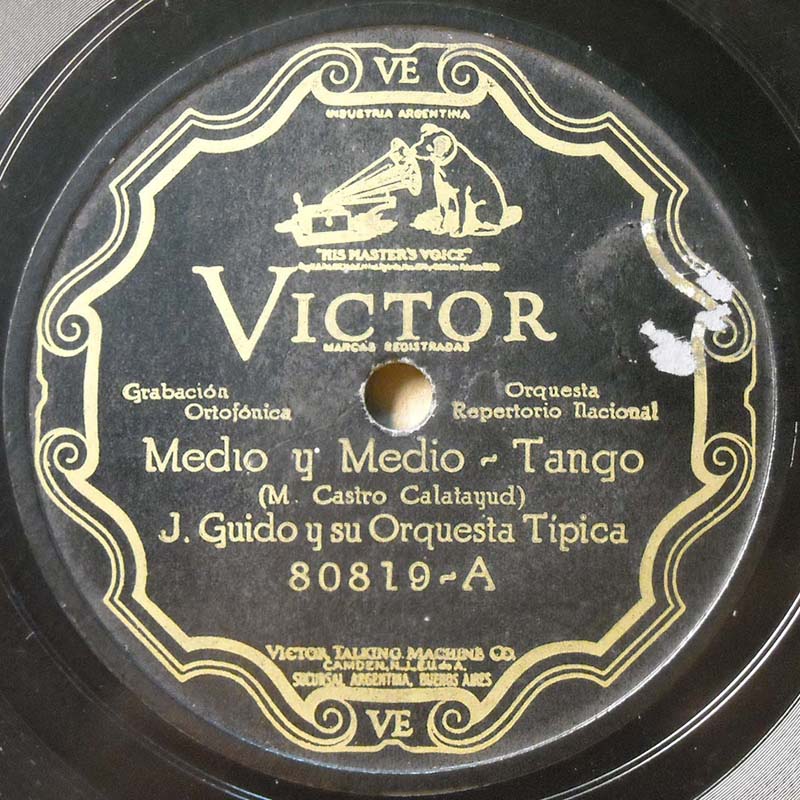 VE
INDUSTRIA ARGENTINA
"HIS MASTER'S VOICE"
VICTOR
MARCAS REGISTRADAS
Grabación
Ortofónica
Orquesta
Repertorio Nacional
Medio y Medio - Tango
(M. Castro Calatayud)
J. Guido y su Orquesta Típica
80819-A
VICTOR TALKING MACHINE CO.
CAMDEN, N.J., E.U. de A.
SUCURSAL ARGENTINA, BUENOS AIRES
VE